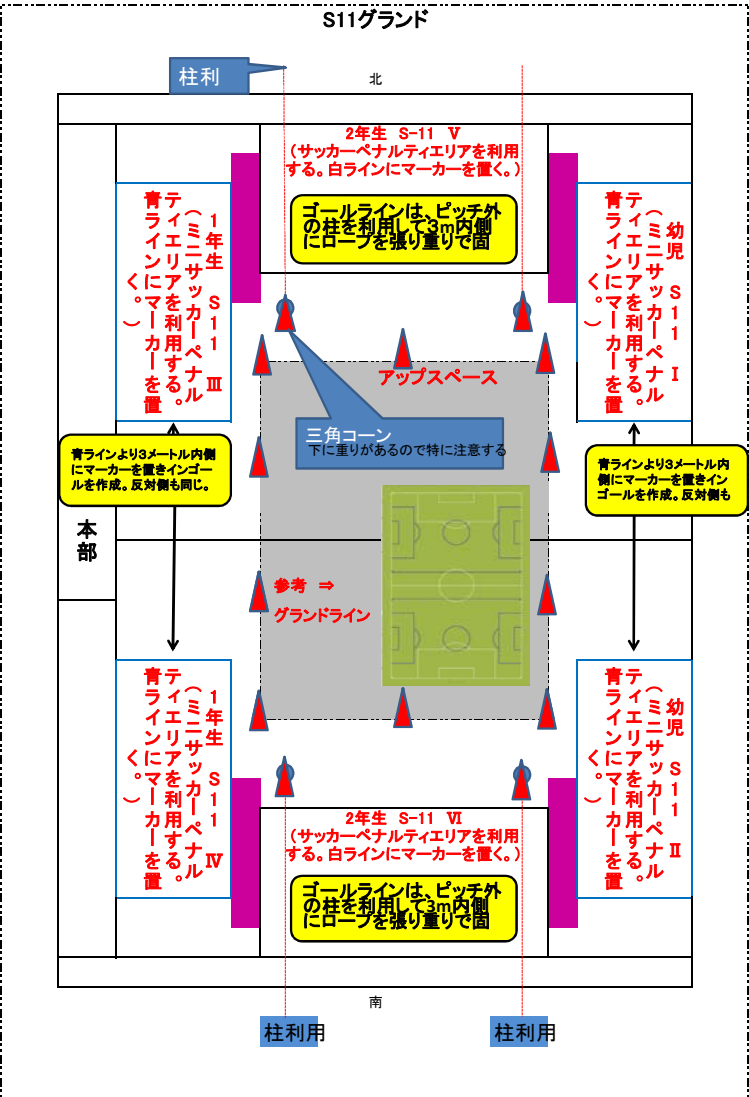 S11グランド
柱利
北
2年生 S-11 Ⅴ
（サッカーペナルティエリアを利用
する。白ラインにマーカーを置く。）
ゴールラインは、ピッチ外
の柱を利用して3m内側
にロープを張り重りで固
1年生 S11 Ⅲ
（ミニサッカーペナル
ティエリアを利用する。
青ラインにマーカーを置
く。）
幼児 S11 Ⅰ
（ミニサッカーペナル
ティエリアを利用する。
青ラインにマーカーを置
く。）
アップスペース
三角コーン
下に重りがあるので特に注意する
青ラインより3メートル内側
にマーカーを置きインゴー
ルを作成。反対側も同じ。
青ラインより3メートル内
側にマーカーを置きイン
ゴールを作成。反対側も
本部
参考 ⇒
グランドライン
1年生 S11 Ⅳ
（ミニサッカーペナル
ティエリアを利用する。
青ラインにマーカーを置
く。）
幼児 S11 Ⅱ
（ミニサッカーペナル
ティエリアを利用する。
青ラインにマーカーを置
く。）
2年生 S-11 Ⅵ
（サッカーペナルティエリアを利用
する。白ラインにマーカーを置く。）
ゴールラインは、ピッチ外
の柱を利用して3m内側
にロープを張り重りで固
南
柱利用
柱利用